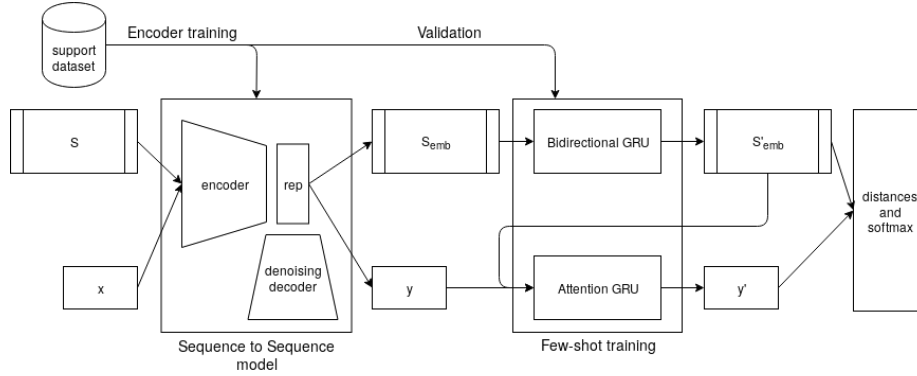 support
dataset
Encoder training
Validation
S
encoder
rep
S_emb
Bidirectional GRU
S'_emb
distances
and
softmax
x
denoising
decoder
y
Attention GRU
y'
Sequence to Sequence
model
Few-shot training